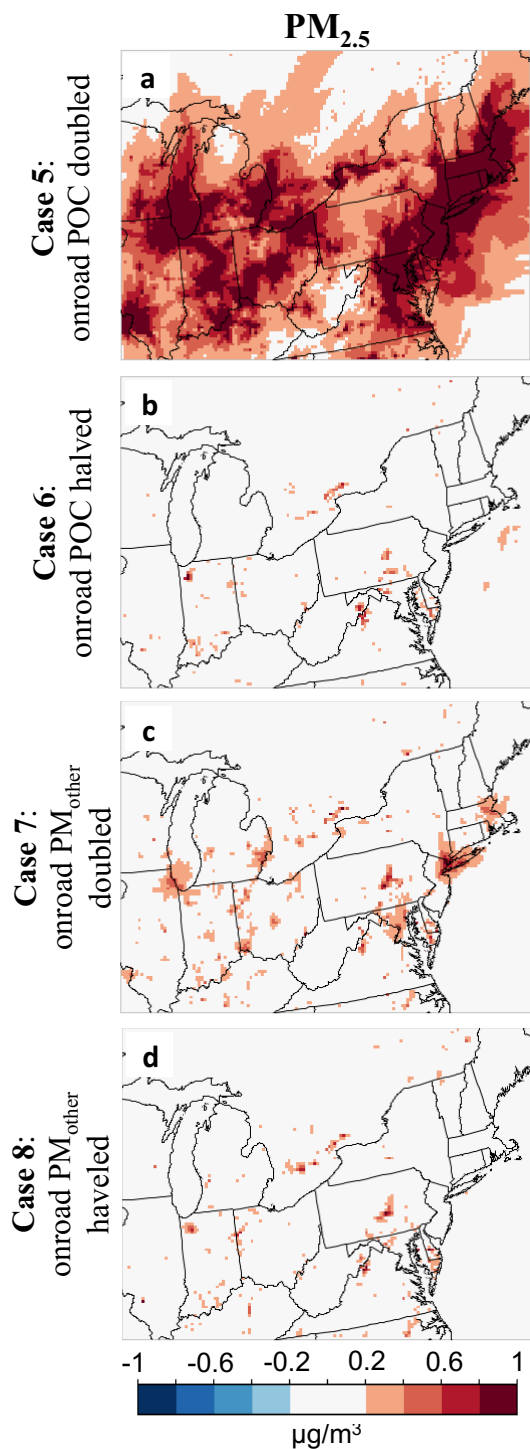 PM2.5
a
Case 5:
onroad POC doubled
b
Case 6:
onroad POC halved
c
Case 7:
onroad PMother
doubled
d
Case 8:
onroad PMother
haveled
-1 -0.6 -0.2 0.2 0.6 1
µg/m³